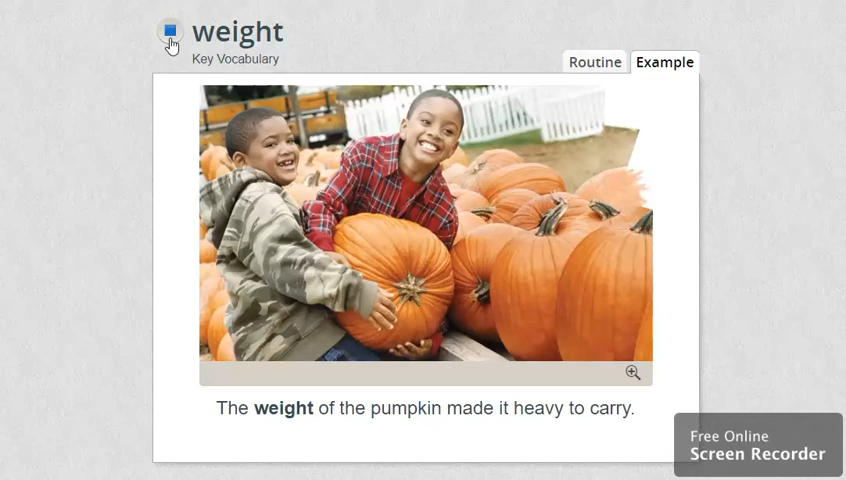 weight
Key Vocabulary
Routine
Example
The weight of the pumpkin made it heavy to carry.
Free Online
Screen Recorder